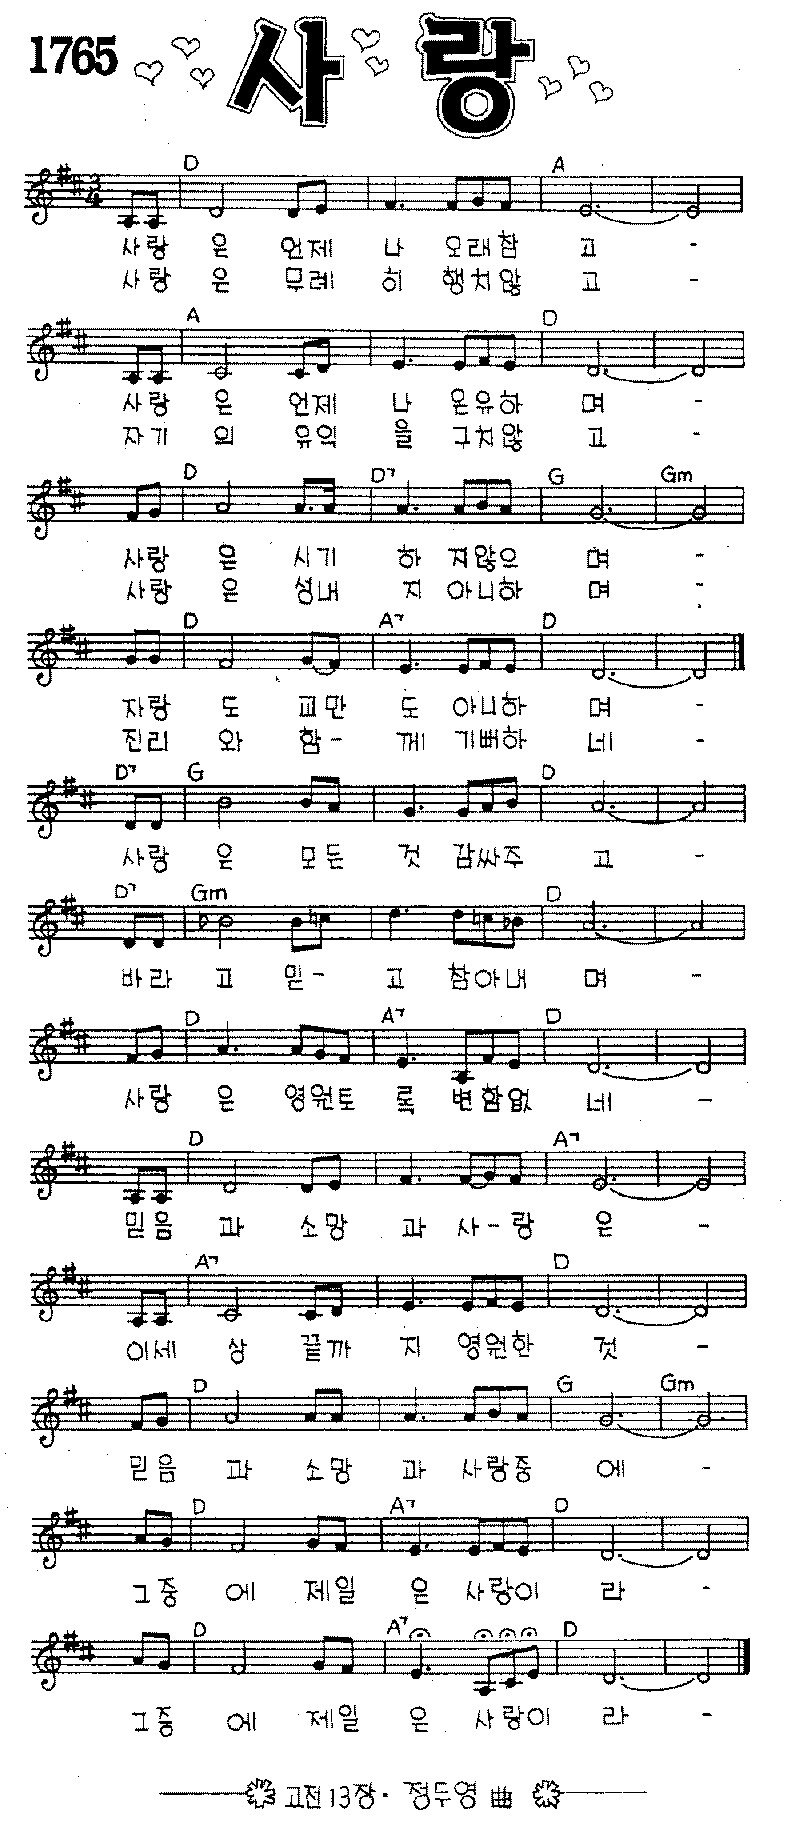 1765 사랑
D A
사랑 은 언제 나 오래참 고 -
사랑 은 무례 히 행치않 고 -
A D
사랑 은 언제 나 온유하 며 -
자기 의 유익 을 구치않 고 -
D D7 G Gm
사랑 은 시기 하 지않으 며 -
사랑 은 성내 지 아니하 며 -
D A7 D
자랑 도 교만 도 아니하 며 -
진리 와 함- 께 기뻐하 네 -
D7 G D
사랑 은 모든 것 감싸주 고 -
D7 Gm D
바라 고 믿- 고 참아내 며 -
D A7 D
사랑 은 영원토 록 변함없 네 -
D A7
믿음 과 소망 과 사-랑 은 -
A7 D
이세 상 끝까 지 영원한 것 -
D G Gm
믿음 과 소망 과 사랑중 에 -
D A7 D
그중 에 제일 은 사랑이 라 -
D A7 D
그중 에 제일 은 사랑이 라 -
고전 13장· 정두영 曲